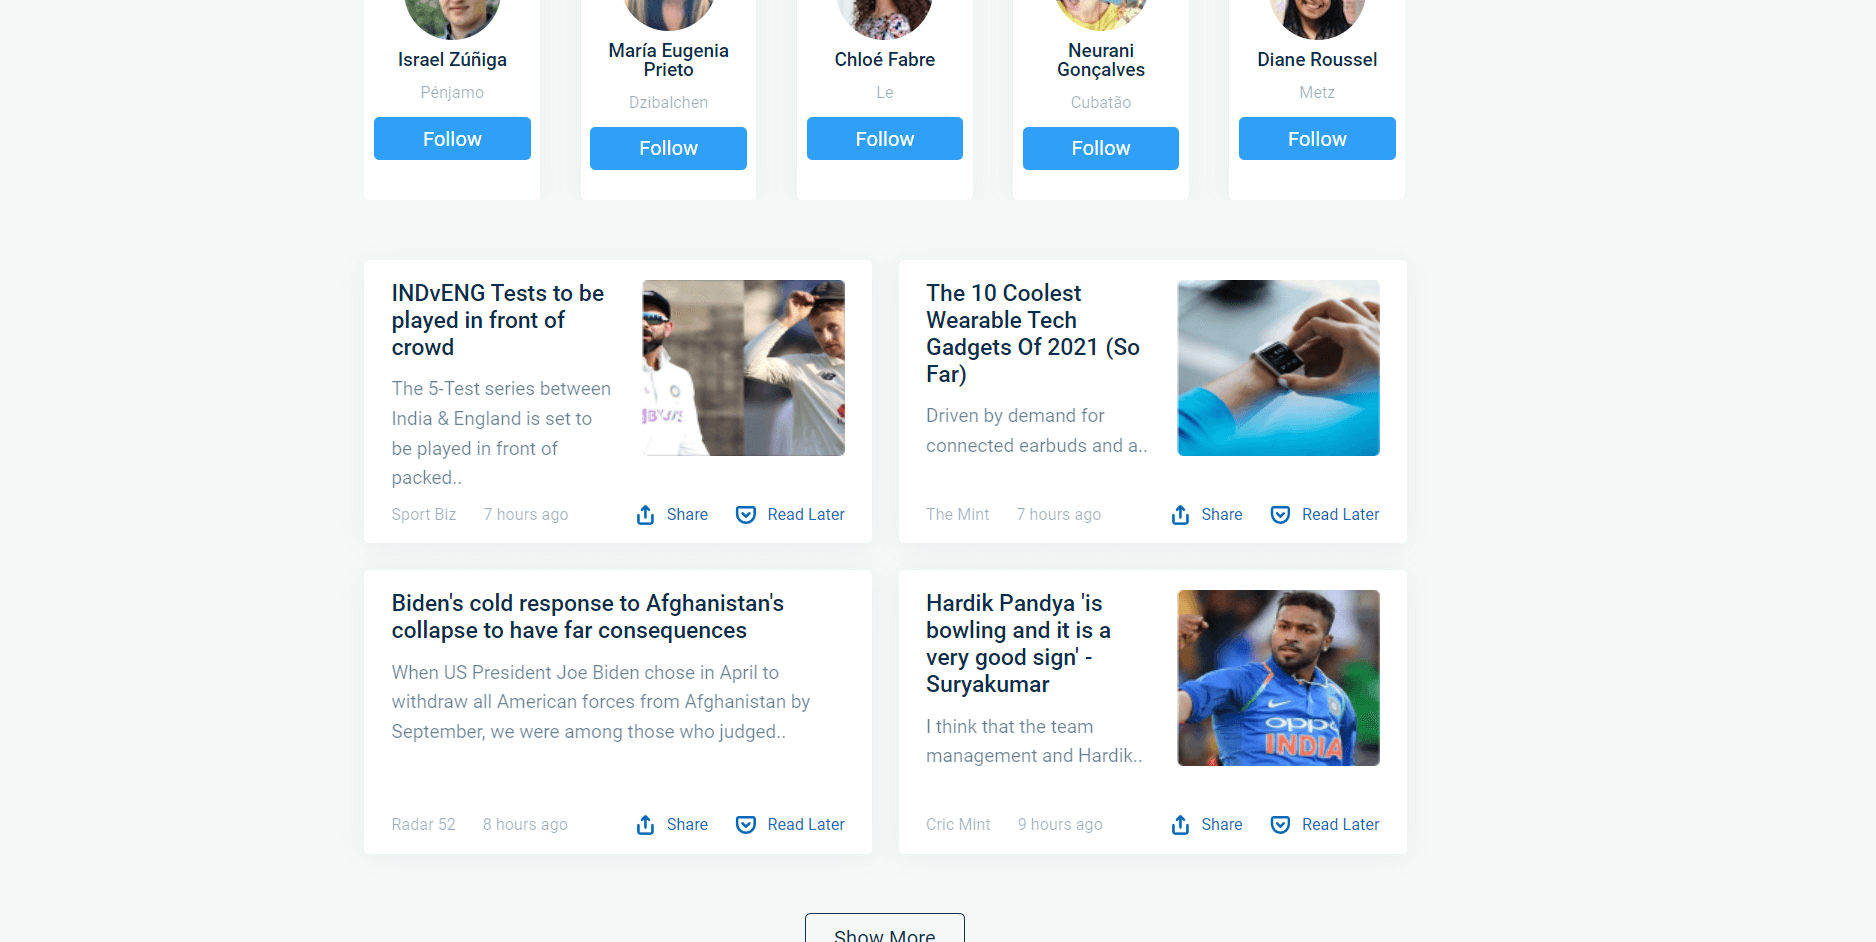 Israel Zúñiga
Pénjamo
Follow
María Eugenia
Prieto
Dzibalchen
Follow
Chloé Fabre
Le
Follow
Neurani
Gonçalves
Cubatão
Follow
Diane Roussel
Metz
Follow
INDvENG Tests to be
played in front of
crowd
The 5-Test series between
India & England is set to
be played in front of
packed..
Sport Biz 7 hours ago Share Read Later
The 10 Coolest
Wearable Tech
Gadgets Of 2021 (So
Far)
Driven by demand for
connected earbuds and a..
The Mint 7 hours ago Share Read Later
Biden's cold response to Afghanistan's
collapse to have far consequences
When US President Joe Biden chose in April to
withdraw all American forces from Afghanistan by
September, we were among those who judged..
Radar 52 8 hours ago Share Read Later
Hardik Pandya 'is
bowling and it is a
very good sign' -
Suryakumar
I think that the team
management and Hardik..
oppo
INDIA
Cric Mint 9 hours ago Share Read Later
Show More